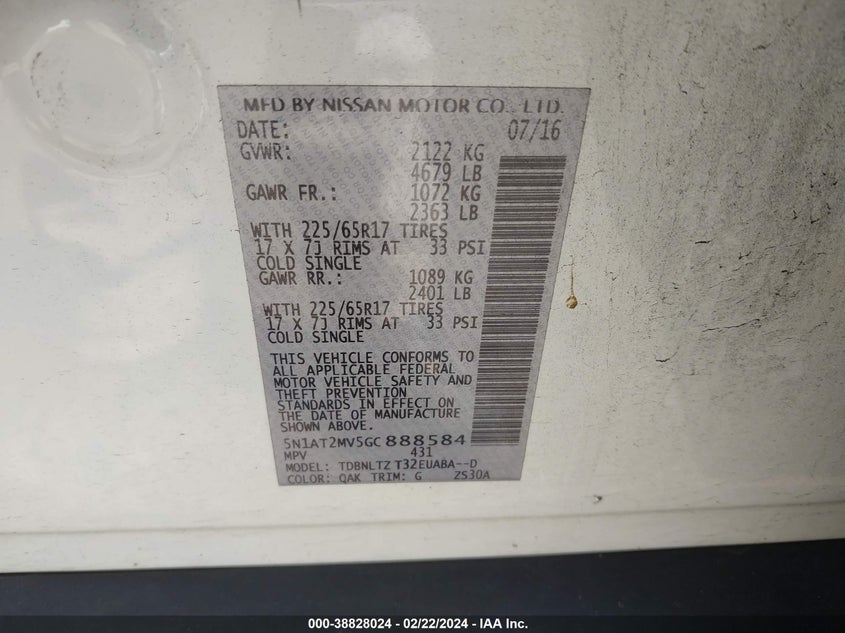 MFD BY NISSAN MOTOR CO., LTD.
DATE: 07/16
GVWR: 2122 KG
4679 LB
GAWR FR.: 1072 KG
2363 LB
WITH 225/65R17 TIRES
17 X 7J RIMS AT 33 PSI
COLD SINGLE
GAWR RR.: 1089 KG
2401 LB
WITH 225/65R17 TIRES
17 X 7J RIMS AT 33 PSI
COLD SINGLE
THIS VEHICLE CONFORMS TO
ALL APPLICABLE FEDERAL
MOTOR VEHICLE SAFETY AND
THEFT PREVENTION
STANDARDS IN EFFECT ON
THE DATE OF MANUFACTURE
SHOWN ABOVE.
5N1AT2MV5GC888584
MPV 431
MODEL: TDBNLTZ T32EUABA--D
COLOR: QAK TRIM: G 2S30A
000-38828024 - 02/22/2024 - IAA Inc.